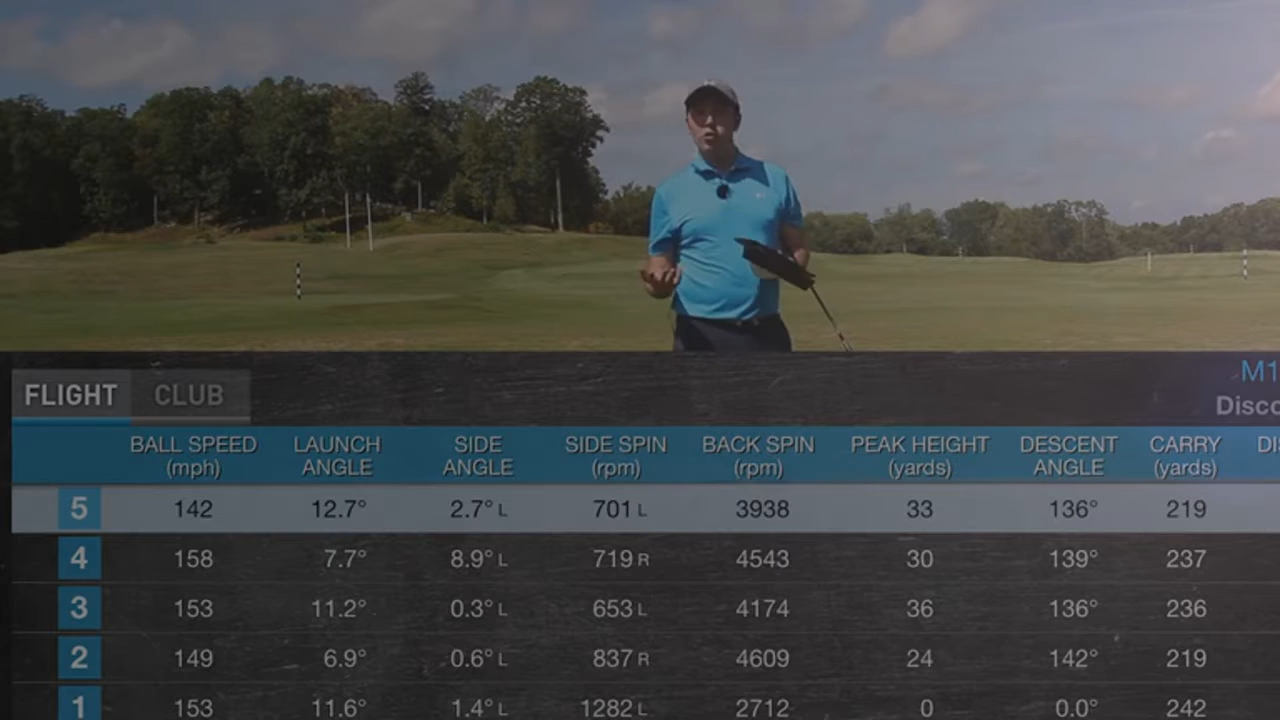 FLIGHT CLUB
M1
Disco
BALL SPEED (mph) LAUNCH ANGLE SIDE ANGLE SIDE SPIN (rpm) BACK SPIN (rpm) PEAK HEIGHT (yards) DESCENT ANGLE CARRY (yards) DI
5 142 12.7° 2.7° L 701 L 3938 33 136° 219
4 158 7.7° 8.9° L 719 R 4543 30 139° 237
3 153 11.2° 0.3° L 653 L 4174 36 136° 236
2 149 6.9° 0.6° L 837 R 4609 24 142° 219
1 153 11.6° 1.4° L 1282 L 2712 0 0.0° 242